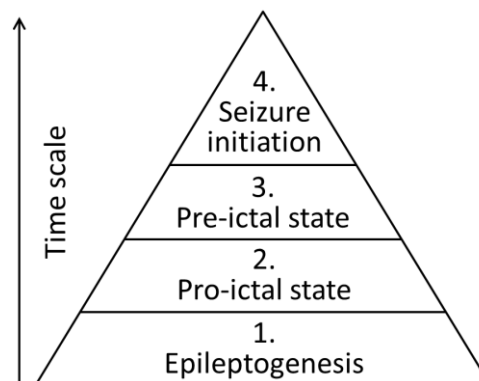 Time scale
4.
Seizure
initiation
3.
Pre-ictal state
2.
Pro-ictal state
1.
Epileptogenesis